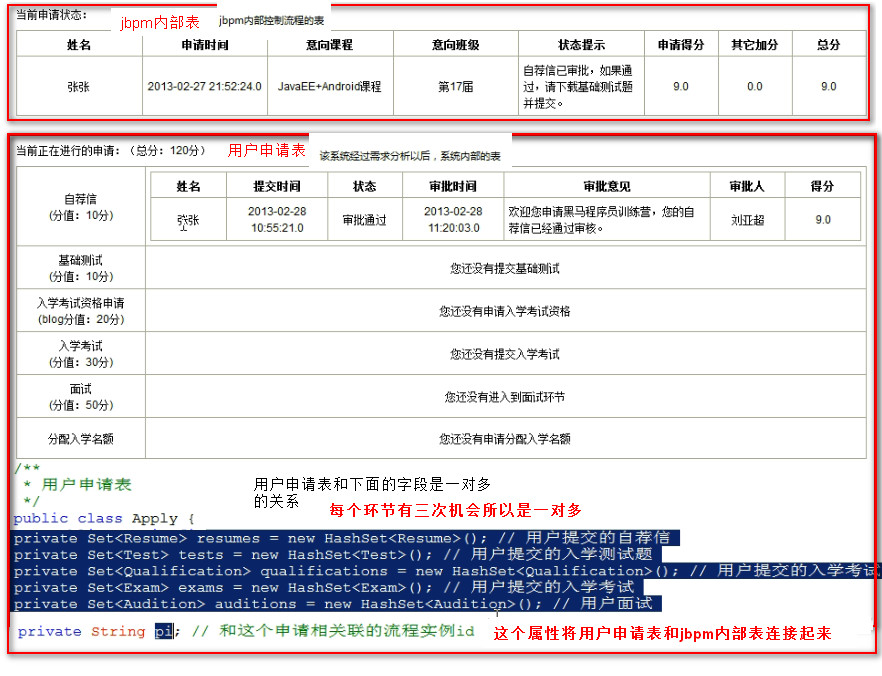 当前申请状态：
jbpm内部表
jbpm内部控制流程的表
姓名 申请时间 意向课程 意向班级 状态提示 申请得分 其它加分 总分
张张 2013-02-27 21:52:24.0 JavaEE+Android课程 第17届 自荐信已审批，如果通
过，请下载基础测试题
并提交。 9.0 0.0 9.0
当前正在进行的申请：（总分：120分）
用户申请表
该系统经过需求分析以后，系统内部的表
自荐信
(分值：10分)
姓名 提交时间 状态 审批时间 审批意见 审批人 得分
张张 2013-02-28
10:55:21.0 审批通过 2013-02-28
11:20:03.0 欢迎您申请黑马程序员训练营，您的自
荐信已经通过审核。 刘亚超 9.0
基础测试
(分值：10分)
您还没有提交基础测试
入学考试资格申请
(blog分值：20分)
您还没有申请入学考试资格
入学考试
(分值：30分)
您还没有提交入学考试
面试
(分值：50分)
您还没有进入到面试环节
分配入学名额
您还没有申请分配入学名额
/**
* 用户申请表
*/
用户申请表和下面的字段是一对多
的关系
每个环节有三次机会所以是一对多
public class Apply {
private Set<Resume> resumes = new HashSet<Resume>(); // 用户提交的自荐信
private Set<Test> tests = new HashSet<Test>(); // 用户提交的入学测试题
private Set<Qualification> qualifications = new HashSet<Qualification>(); // 用户提交的入学考试
private Set<Exam> exams = new HashSet<Exam>(); // 用户提交的入学考试
private Set<Audition> auditions = new HashSet<Audition>(); // 用户面试
private String pi; // 和这个申请相关联的流程实例id
这个属性将用户申请表和jbpm内部表连接起来